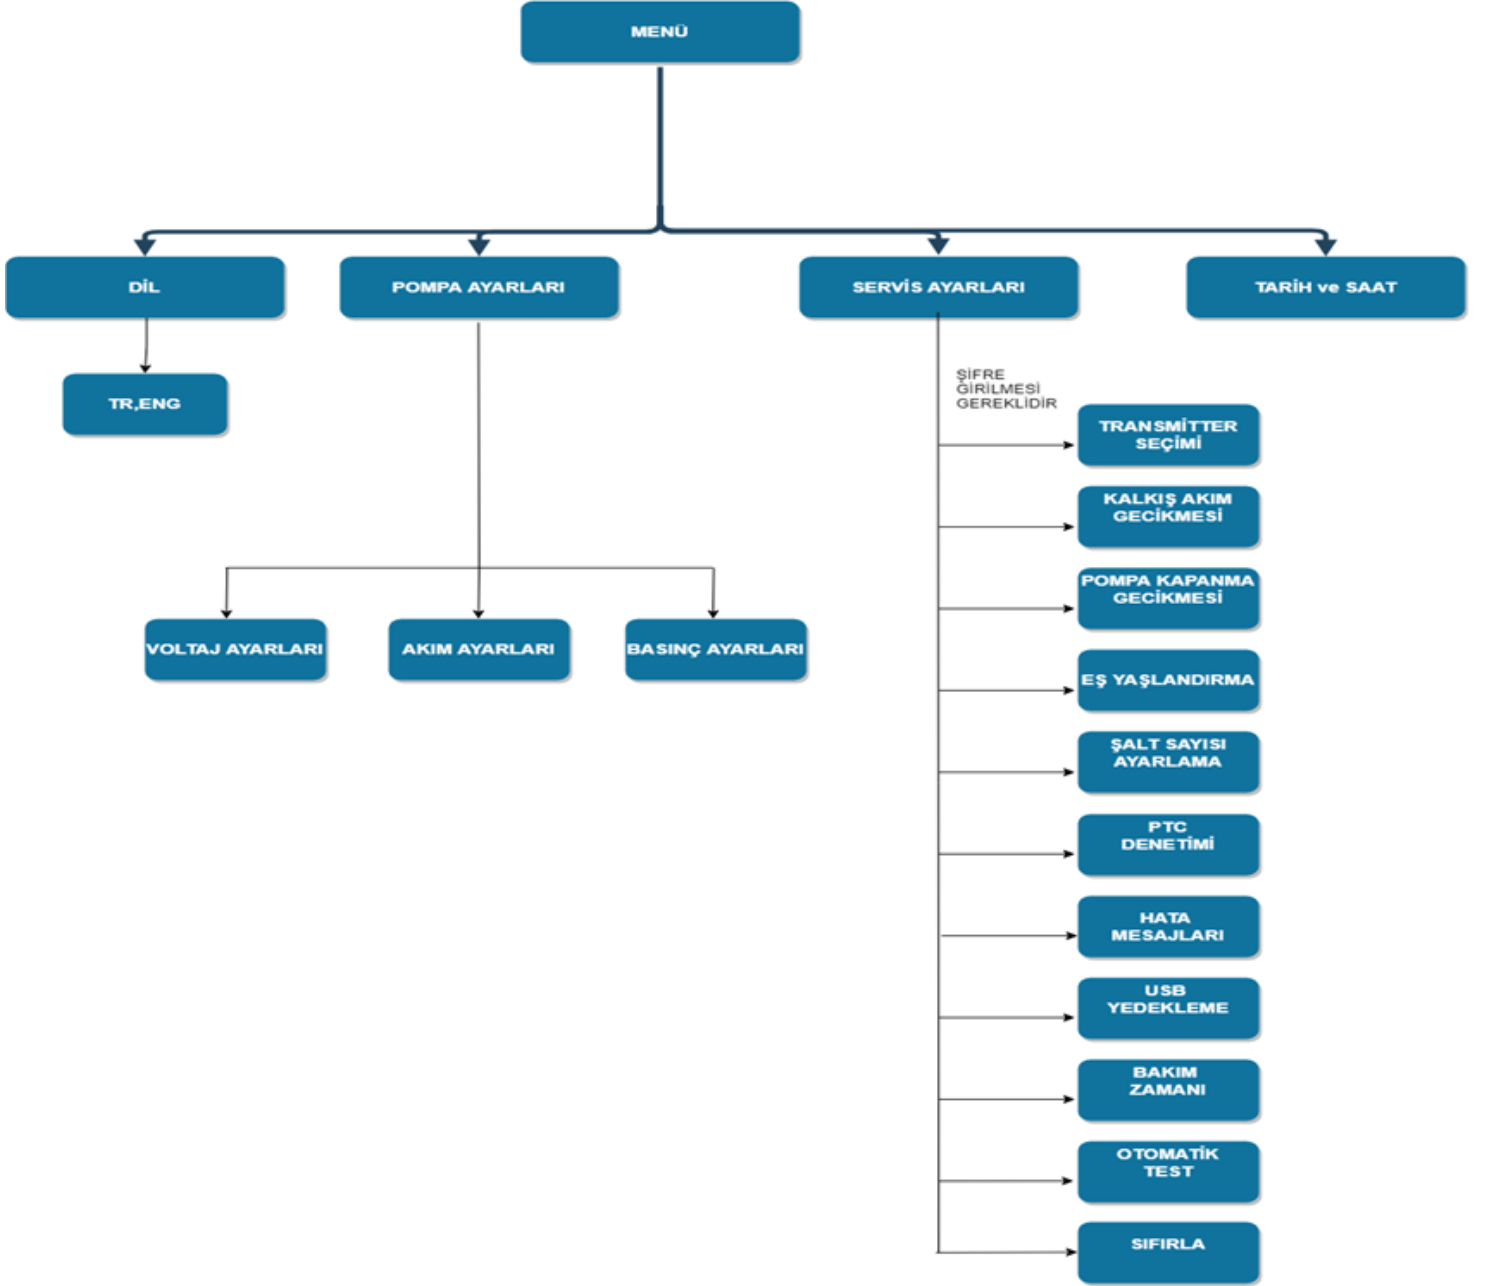 MENÜ
DİL
POMPA AYARLARI
SERVİS AYARLARI
TARİH ve SAAT
TR,ENG
ŞİFRE
GİRİLMESİ
GEREKLİDİR
TRANSMİTTER
SEÇİMİ
KALKIŞ AKIM
GECİKMESİ
POMPA KAPANMA
GECİKMESİ
VOLTAJ AYARLARI
AKIM AYARLARI
BASINÇ AYARLARI
EŞ YAŞLANDIRMA
ŞALT SAYISI
AYARLAMA
PTC
DENETİMİ
HATA
MESAJLARI
USB
YEDEKLEME
BAKIM
ZAMANI
OTOMATİK
TEST
SIFIRLA